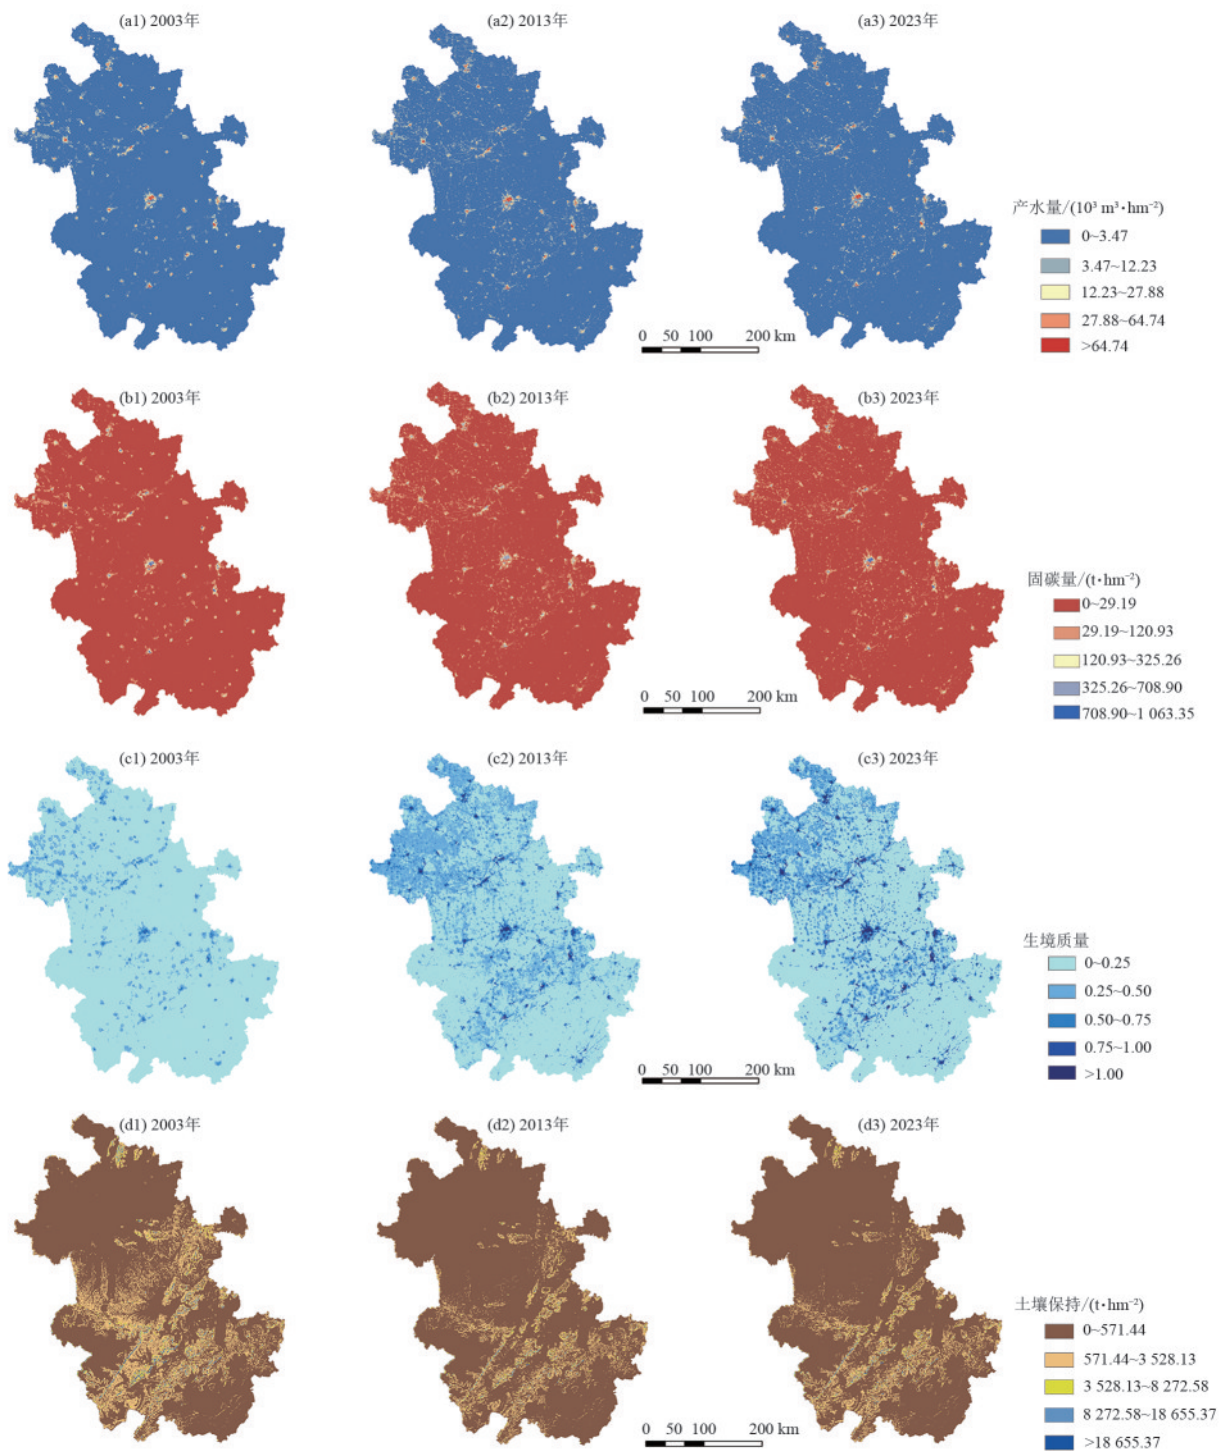 (a1) 2003年
(a2) 2013年
(a3) 2023年
产水量/(10³ m³·hm⁻²)
0~3.47
3.47~12.23
12.23~27.88
27.88~64.74
>64.74
0 50 100 200 km
(b1) 2003年
(b2) 2013年
(b3) 2023年
固碳量/(t·hm⁻²)
0~29.19
29.19~120.93
120.93~325.26
325.26~708.90
708.90~1 063.35
0 50 100 200 km
(c1) 2003年
(c2) 2013年
(c3) 2023年
生境质量
0~0.25
0.25~0.50
0.50~0.75
0.75~1.00
>1.00
0 50 100 200 km
(d1) 2003年
(d2) 2013年
(d3) 2023年
土壤保持/(t·hm⁻²)
0~571.44
571.44~3 528.13
3 528.13~8 272.58
8 272.58~18 655.37
>18 655.37
0 50 100 200 km